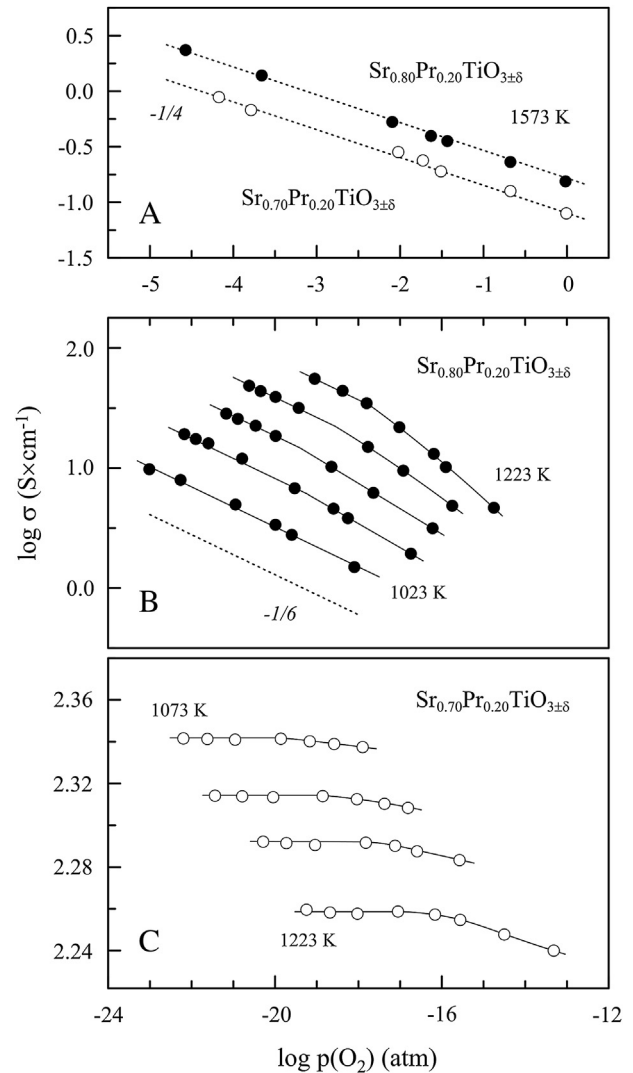 0.5
Sr0.80Pr0.20TiO3±δ
0.0
-1/4
1573 K
-0.5
Sr0.70Pr0.20TiO3±δ
-1.0
A
-1.5
-5 -4 -3 -2 -1 0
2.0
Sr0.80Pr0.20TiO3±δ
log σ (S×cm-1)
1.0
1223 K
0.0
1023 K
B
-1/6
2.36
1073 K
Sr0.70Pr0.20TiO3±δ
2.32
2.28
1223 K
C
2.24
-24 -20 -16 -12
log p(O2) (atm)